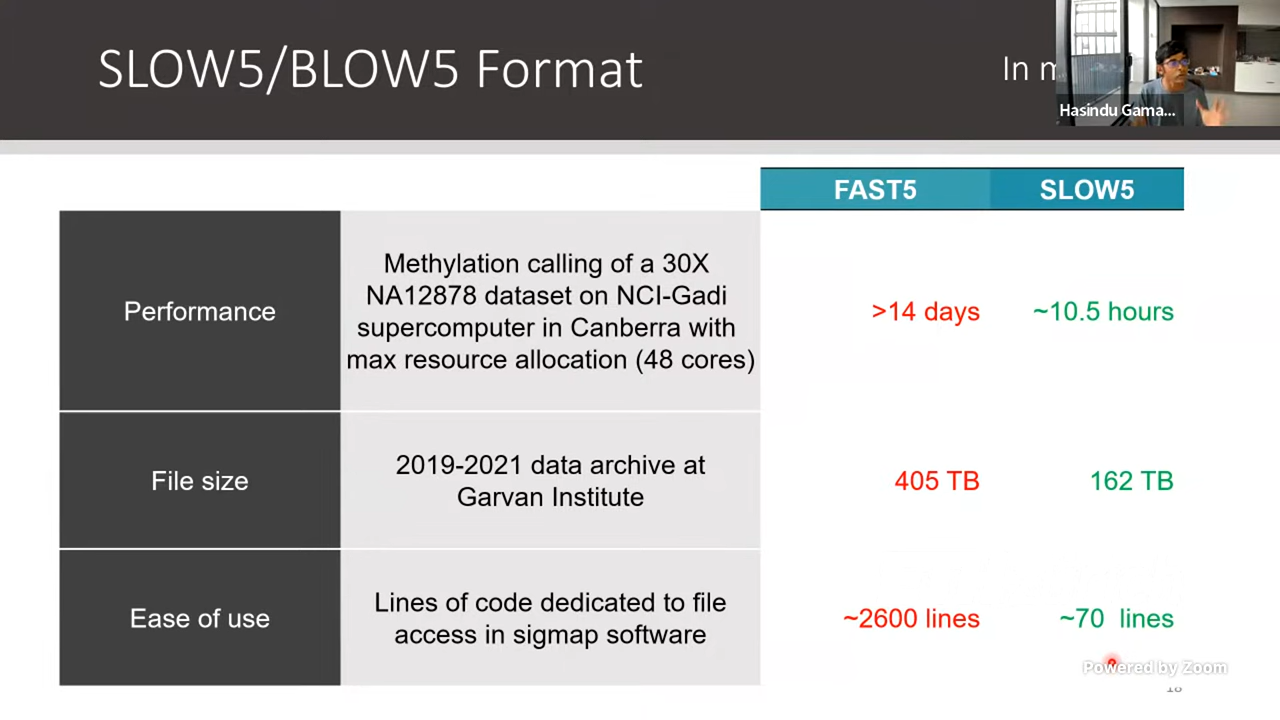 SLOW5/BLOW5 Format
In
Hasindu Gama...
FAST5 SLOW5
Performance
Methylation calling of a 30X
NA12878 dataset on NCI-Gadi
supercomputer in Canberra with
max resource allocation (48 cores)
>14 days
~10.5 hours
File size
2019-2021 data archive at
Garvan Institute
405 TB
162 TB
Ease of use
Lines of code dedicated to file
access in sigmap software
~2600 lines
~70 lines
Powered by Zoom
18